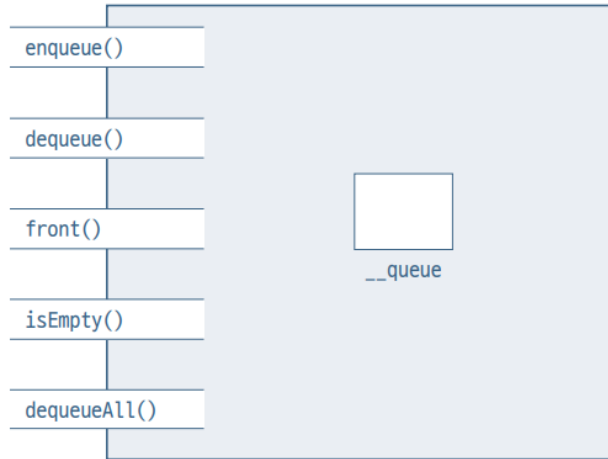 enqueue()
dequeue()
front()
__queue
isEmpty()
dequeueAll()